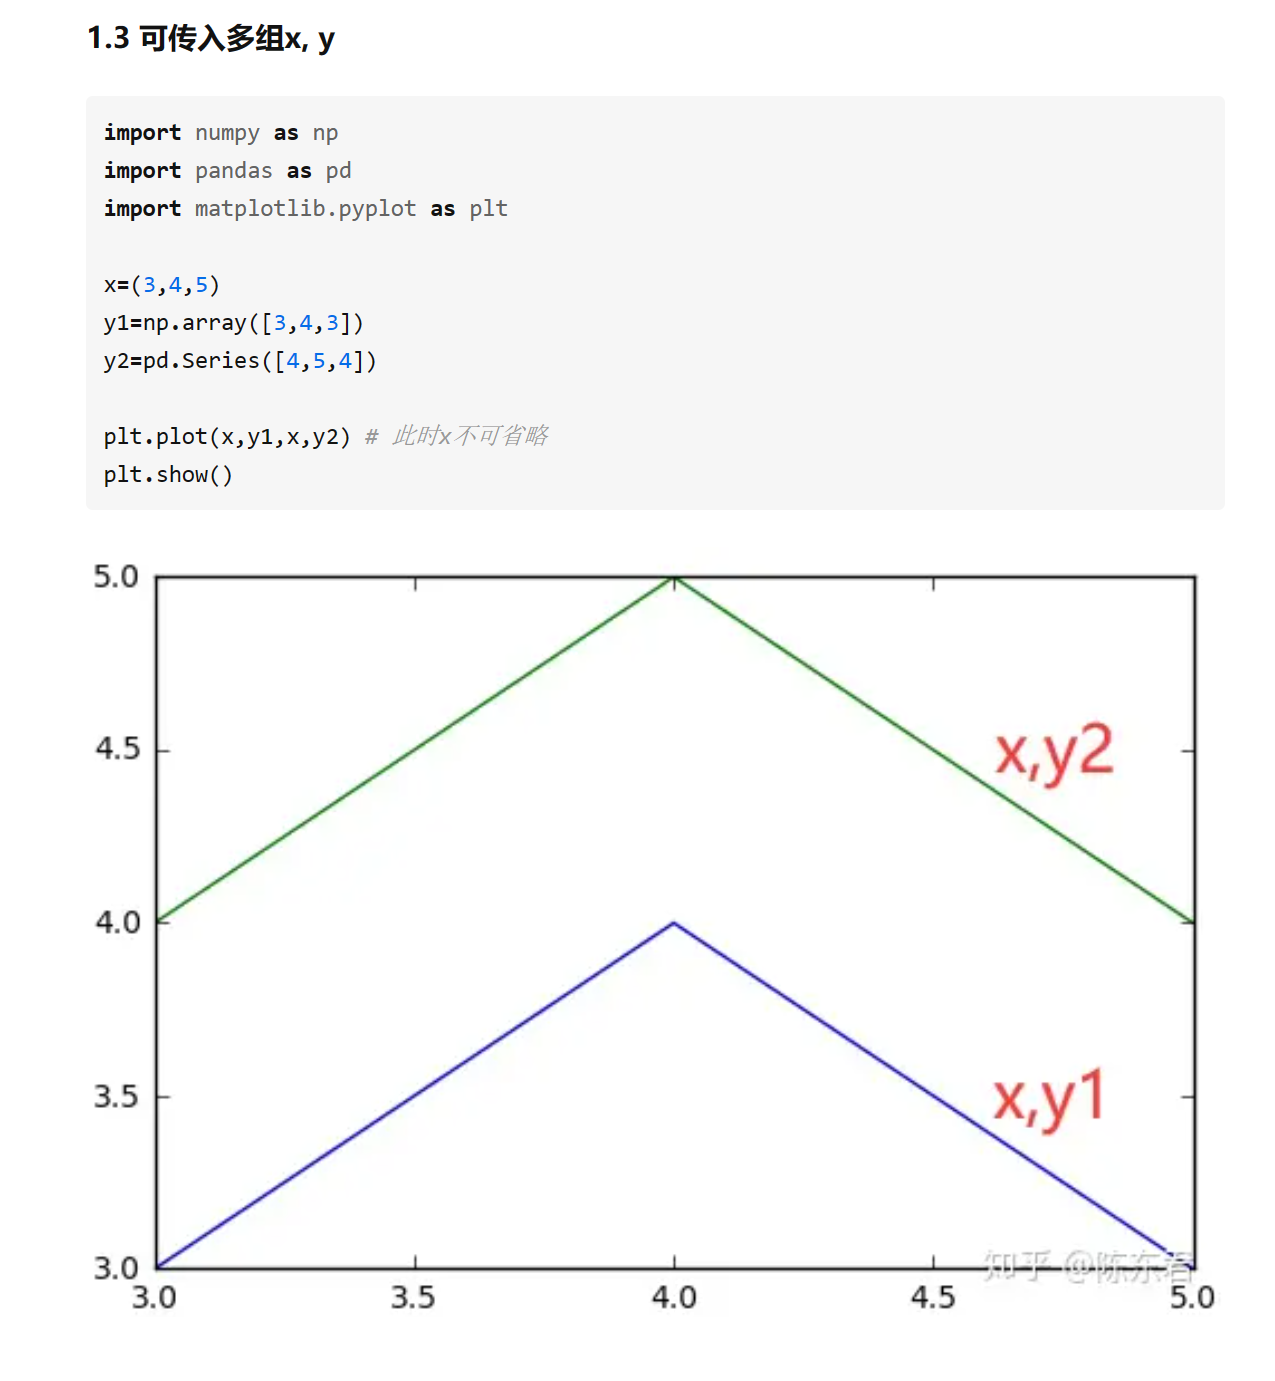 1.3 可传入多组x, y
import numpy as np
import pandas as pd
import matplotlib.pyplot as plt
x=(3,4,5)
y1=np.array([3,4,3])
y2=pd.Series([4,5,4])
plt.plot(x,y1,x,y2) # 此时x不可省略
plt.show()
5.0
4.5
x,y2
4.0
3.5
x,y1
3.0
知乎 @陈东君
3.0 3.5 4.0 4.5 5.0